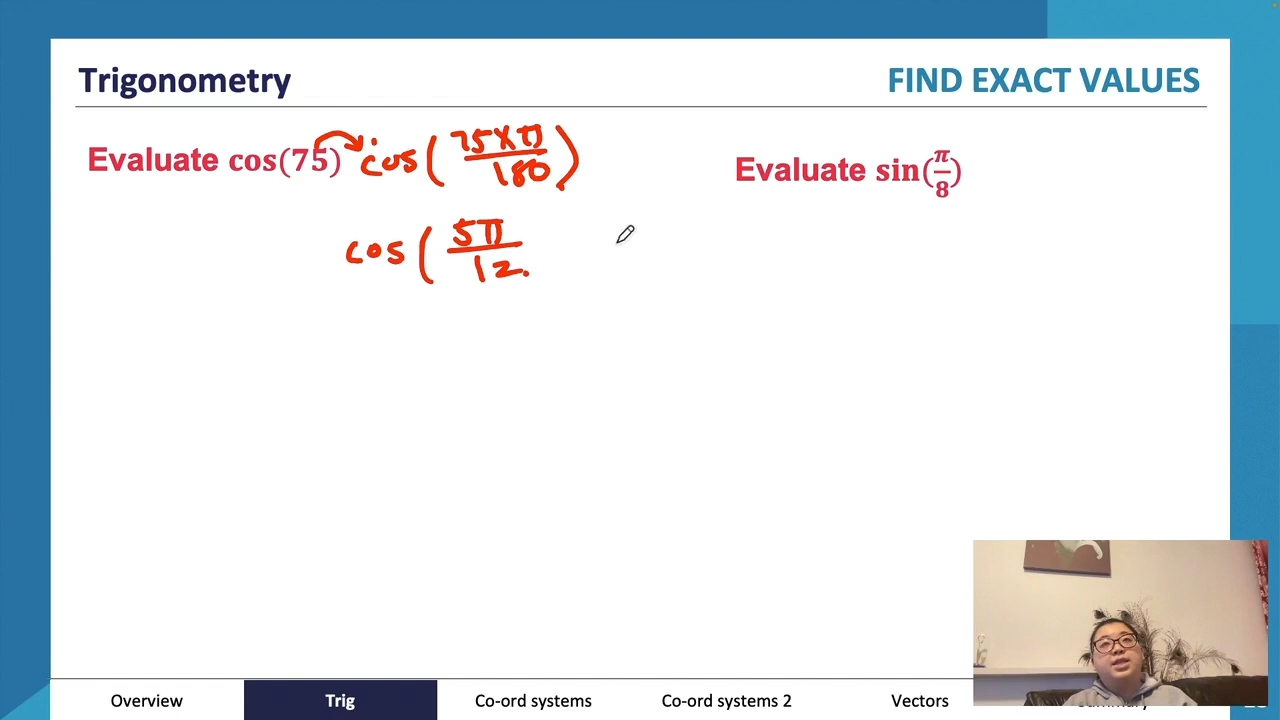 Trigonometry
FIND EXACT VALUES
Evaluate cos(75)
cos(75×π/180)
cos(5π/12
Evaluate sin(π/8)
Overview
Trig
Co-ord systems
Co-ord systems 2
Vectors